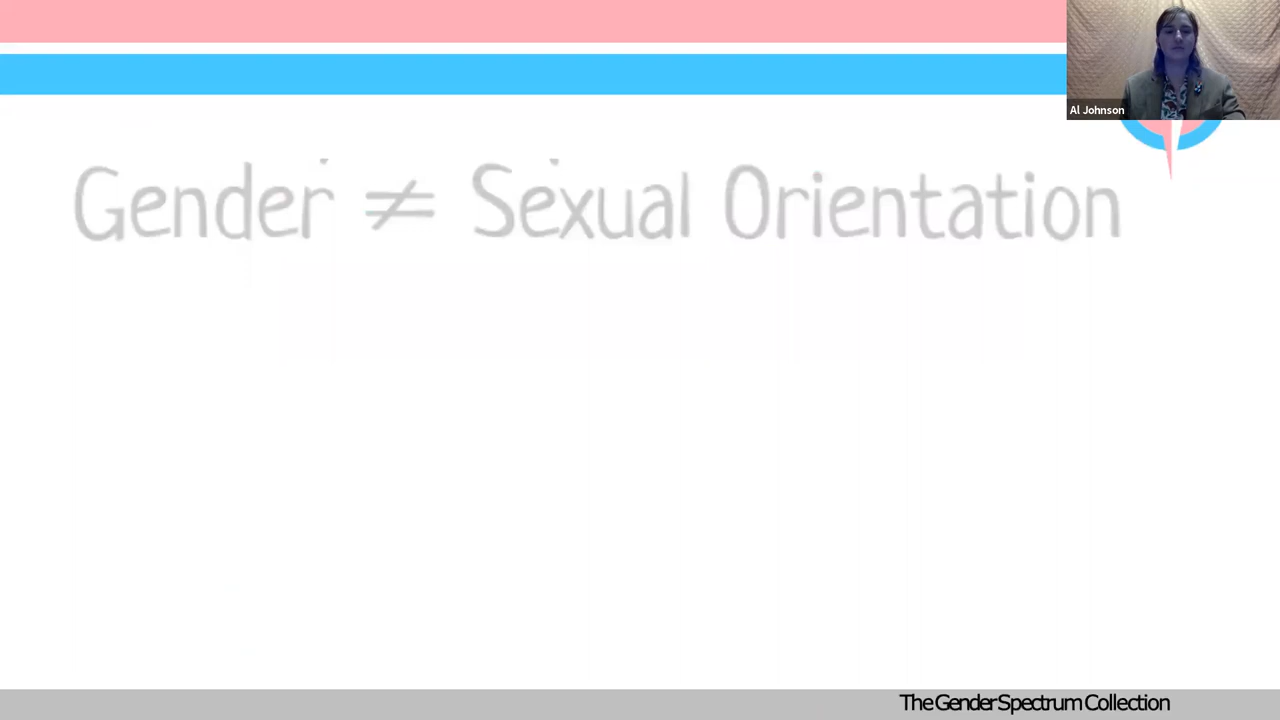 Al Johnson
Gender ≠ Sexual Orientation
The Gender Spectrum Collection